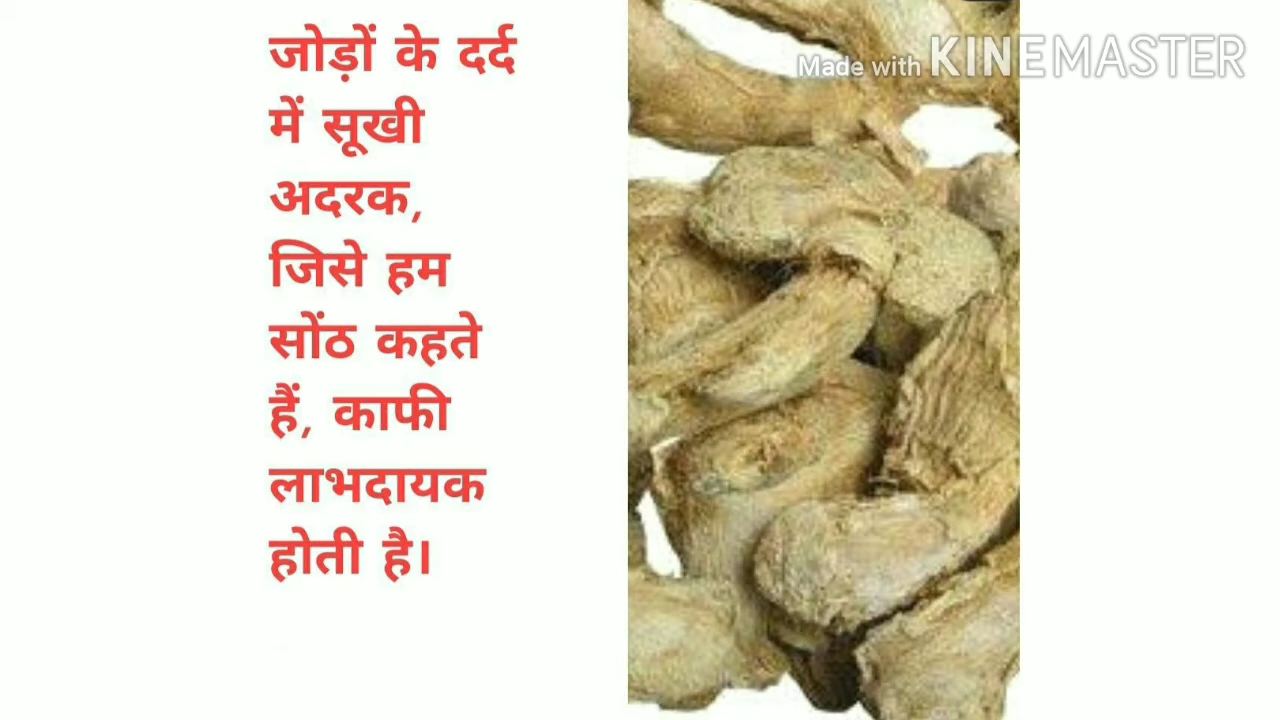 जोड़ों के दर्द
में सूखी
अदरक,
जिसे हम
सोंठ कहते
हैं, काफी
लाभदायक
होती है।
Made with KINEMASTER